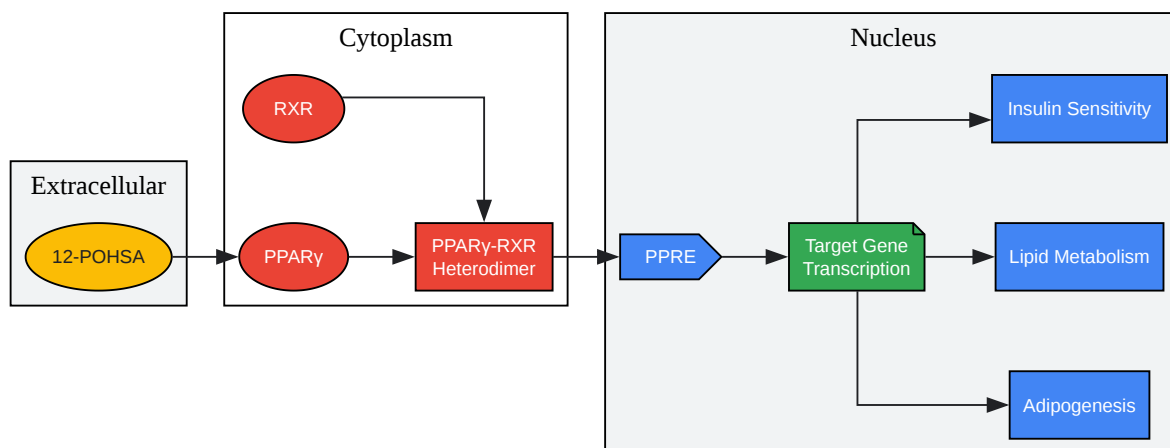 Extracellular
12-POHSA
Cytoplasm
RXR
PPARγ
PPARγ-RXR
Heterodimer
Nucleus
PPRE
Target Gene
Transcription
Insulin Sensitivity
Lipid Metabolism
Adipogenesis